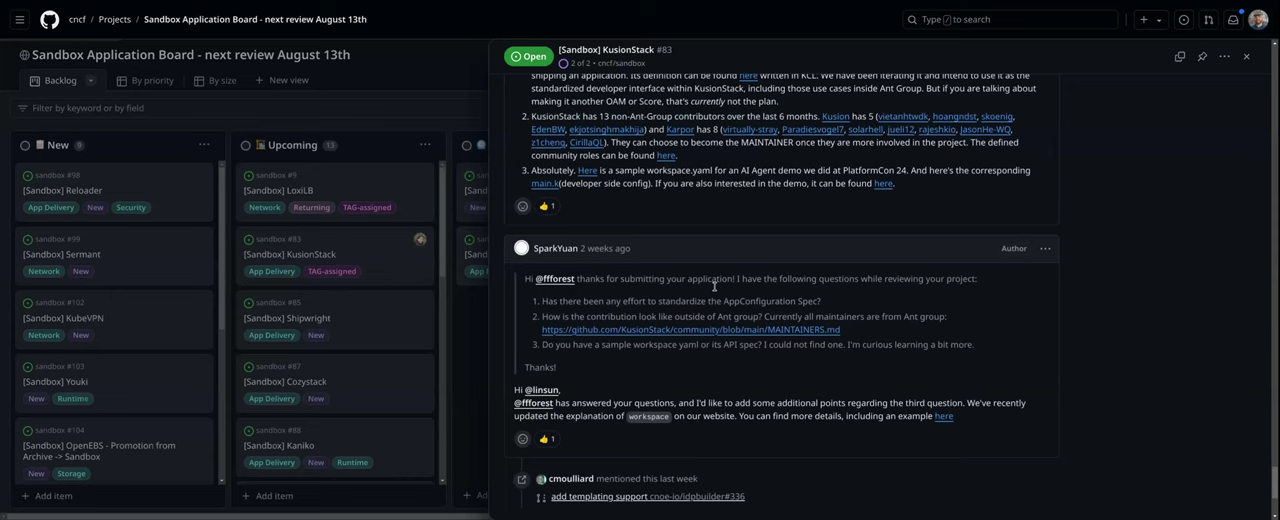 cncf / Projects / Sandbox Application Board - next review August 13th
Type / to search
Sandbox Application Board - next review August 13th
Backlog
By priority
By size
+ New view
Filter by keyword or by field
New 9
sandbox #98
[Sandbox] Reloader
App Delivery New Security
sandbox #99
[Sandbox] Sermant
Network New
sandbox #102
[Sandbox] KubeVPN
Network New
sandbox #103
[Sandbox] Youki
New Runtime
sandbox #104
[Sandbox] OpenEBS - Promotion from
Archive -> Sandbox
New Storage
+ Add item
Upcoming 13
sandbox #9
[Sandbox] LoxiLB
Network Returning TAG-assigned
sandbox #83
[Sandbox] KusionStack
App Delivery TAG-assigned
sandbox #85
[Sandbox] Shipwright
App Delivery New
sandbox #87
[Sandbox] Cozystack
App Delivery New
sandbox #88
[Sandbox] Kaniko
App Delivery New Runtime
+ Add item
Open
[Sandbox] KusionStack #83
2 of 2 • cncf/sandbox
shipping an application. Its definition can be found here written in KCL. We have been iterating it and intend to use it as the
standardized developer interface within KusionStack, including those use cases inside Ant Group. But if you are talking about
making it another OAM or Score, that's currently not the plan.
2. KusionStack has 13 non-Ant-Group contributors over the last 6 months. Kusion has 5 (vietanhtwdk, hoangndst, skoenig,
EdenBW, ekjotsinghmakhija) and Karpor has 8 (virtually-stray, Paradiesvogel7, solarhell, jueli12, rajeshkio, JasonHe-WQ,
z1cheng, CirillaQL). They can choose to become the MAINTAINER once they are more involved in the project. The defined
community roles can be found here.
3. Absolutely. Here is a sample workspace.yaml for an AI Agent demo we did at PlatformCon 24. And here's the corresponding
main.k(developer side config). If you are also interested in the demo, it can be found here.
1
SparkYuan 2 weeks ago
Author
Hi @ffforest thanks for submitting your application! I have the following questions while reviewing your project:
1. Has there been any effort to standardize the AppConfiguration Spec?
2. How is the contribution look like outside of Ant group? Currently all maintainers are from Ant group:
https://github.com/KusionStack/community/blob/main/MAINTAINERS.md
3. Do you have a sample workspace yaml or its API spec? I could not find one. I'm curious learning a bit more.
Thanks!
Hi @linsun,
@ffforest has answered your questions, and I'd like to add some additional points regarding the third question. We've recently
updated the explanation of workspace on our website. You can find more details, including an example here
1
cmoulliard mentioned this last week
add templating support cnoe-io/idpbuilder#336